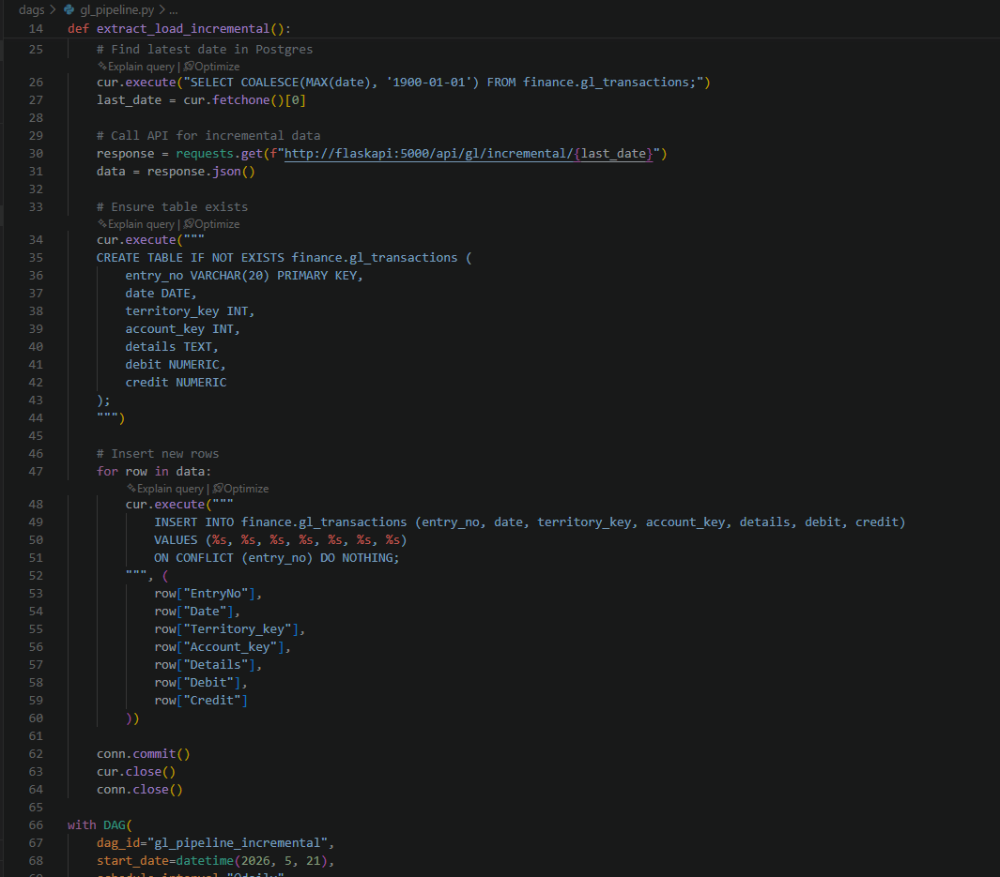 dags > gl_pipeline.py > ...
14 def extract_load_incremental():
25 # Find latest date in Postgres
Explain query | Optimize
26 cur.execute("SELECT COALESCE(MAX(date), '1900-01-01') FROM finance.gl_transactions;")
27 last_date = cur.fetchone()[0]
28
29 # Call API for incremental data
30 response = requests.get(f"http://flaskapi:5000/api/gl/incremental/{last_date}")
31 data = response.json()
32
33 # Ensure table exists
Explain query | Optimize
34 cur.execute("""
35 CREATE TABLE IF NOT EXISTS finance.gl_transactions (
36 entry_no VARCHAR(20) PRIMARY KEY,
37 date DATE,
38 territory_key INT,
39 account_key INT,
40 details TEXT,
41 debit NUMERIC,
42 credit NUMERIC
43 );
44 """)
45
46 # Insert new rows
47 for row in data:
Explain query | Optimize
48 cur.execute("""
49 INSERT INTO finance.gl_transactions (entry_no, date, territory_key, account_key, details, debit, credit)
50 VALUES (%s, %s, %s, %s, %s, %s, %s)
51 ON CONFLICT (entry_no) DO NOTHING;
52 """, (
53 row["EntryNo"],
54 row["Date"],
55 row["Territory_key"],
56 row["Account_key"],
57 row["Details"],
58 row["Debit"],
59 row["Credit"]
60 ))
61
62 conn.commit()
63 cur.close()
64 conn.close()
65
66 with DAG(
67 dag_id="gl_pipeline_incremental",
68 start_date=datetime(2026, 5, 21),